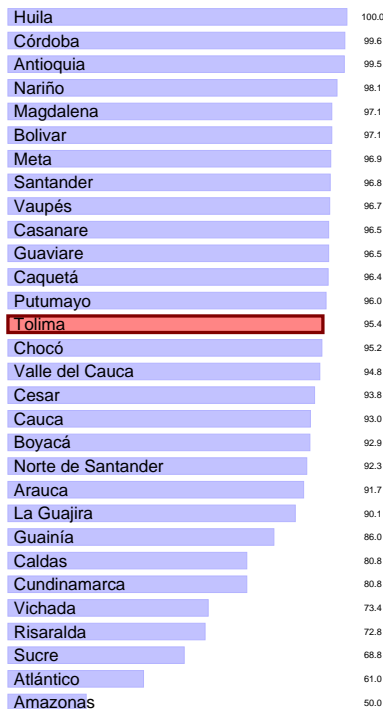 Huila 100.0
Córdoba 99.6
Antioquia 99.5
Nariño 98.1
Magdalena 97.1
Bolivar 97.1
Meta 96.9
Santander 96.8
Vaupés 96.7
Casanare 96.5
Guaviare 96.5
Caquetá 96.4
Putumayo 96.0
Tolima 95.4
Chocó 95.2
Valle del Cauca 94.8
Cesar 93.8
Cauca 93.0
Boyacá 92.9
Norte de Santander 92.3
Arauca 91.7
La Guajira 90.1
Guainía 86.0
Caldas 80.8
Cundinamarca 80.8
Vichada 73.4
Risaralda 72.8
Sucre 68.8
Atlántico 61.0
Amazonas 50.0